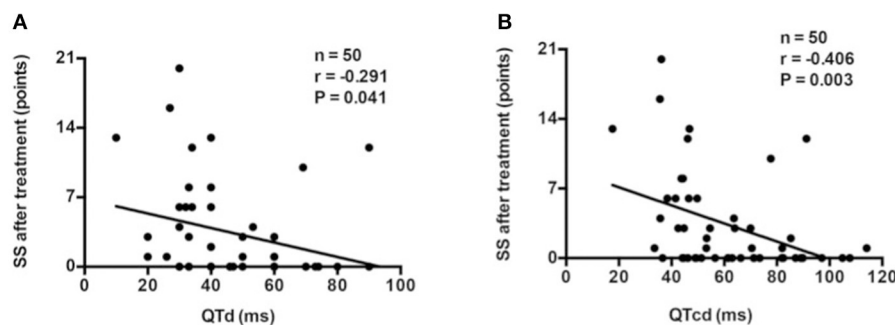 A
n = 50
r = -0.291
P = 0.041
SS after treatment (points)
21
14
7
0
0 20 40 60 80 100
QTd (ms)
B
n = 50
r = -0.406
P = 0.003
SS after treatment (points)
21
14
7
0
0 20 40 60 80 100 120
QTcd (ms)